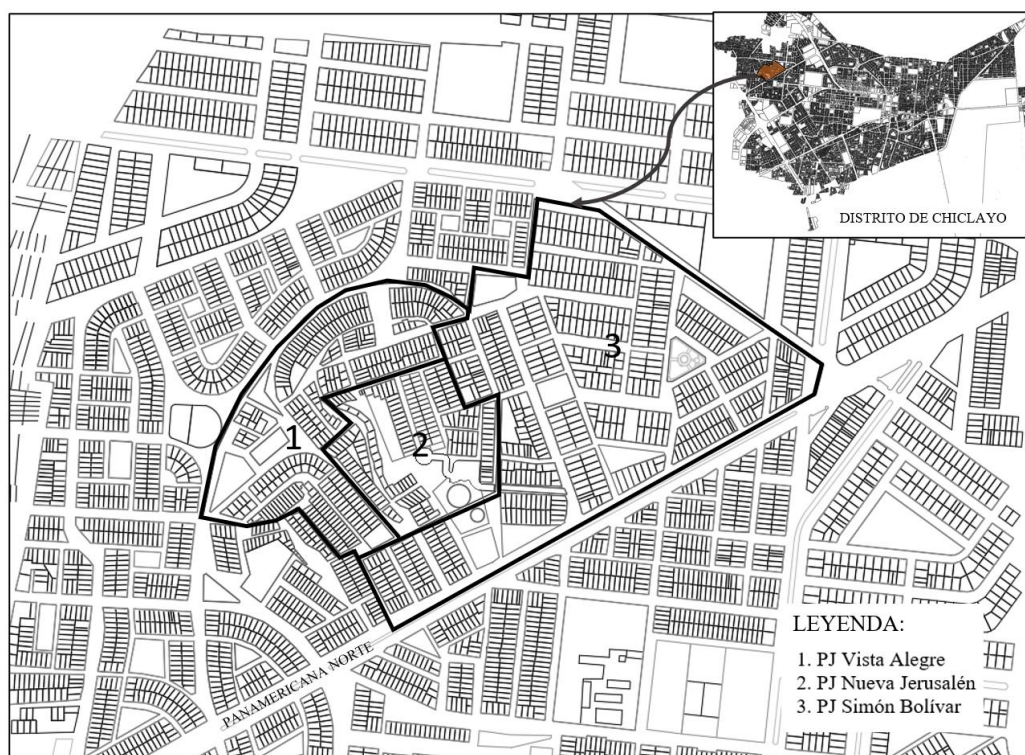 DISTRITO DE CHICLAYO
3
1
2
PANAMERICANA NORTE
LEYENDA:
1. PJ Vista Alegre
2. PJ Nueva Jerusalén
3. PJ Simón Bolívar